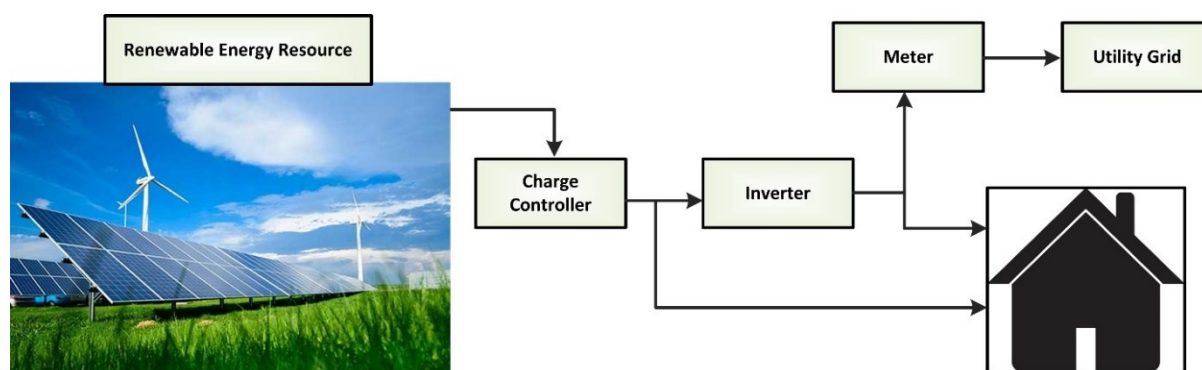 Renewable Energy Resource
Meter
Utility Grid
Charge
Controller
Inverter